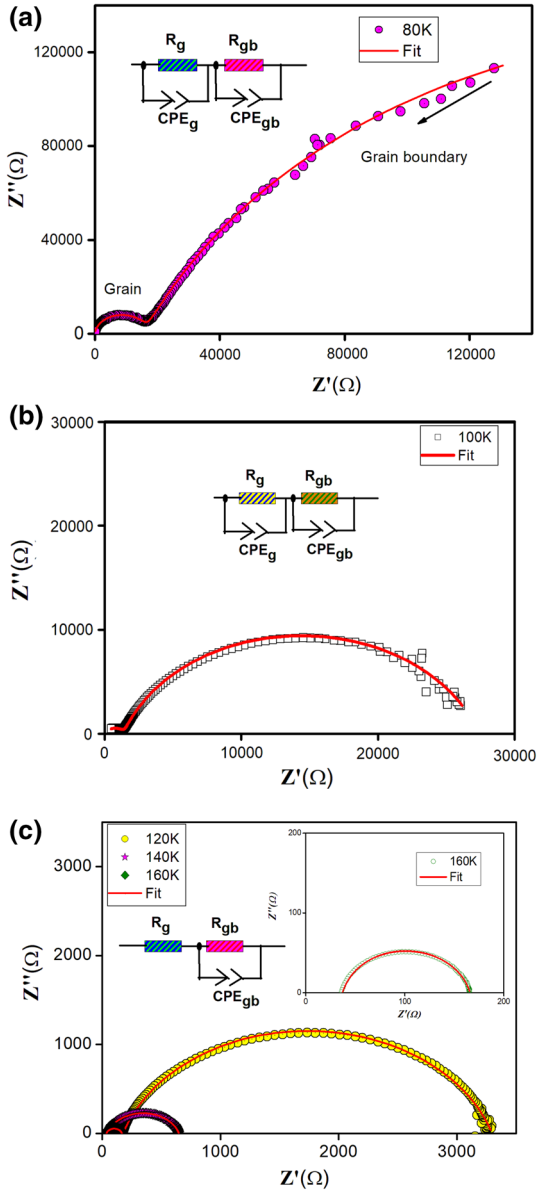 (a)
120000
80000
40000
0
Z''(Ω)
Rg
Rgb
CPEg
CPEgb
80K
Fit
Grain boundary
Grain
0
40000
80000
120000
Z'(Ω)
(b)
30000
20000
10000
0
Z''(Ω)
100K
Fit
Rg
Rgb
CPEg
CPEgb
0
10000
20000
30000
Z'(Ω)
(c)
3000
2000
1000
0
Z''(Ω)
120K
140K
160K
Fit
Rg
Rgb
CPEgb
200
100
0
Z''(Ω)
160K
Fit
0
100
200
Z'(Ω)
0
1000
2000
3000
Z'(Ω)